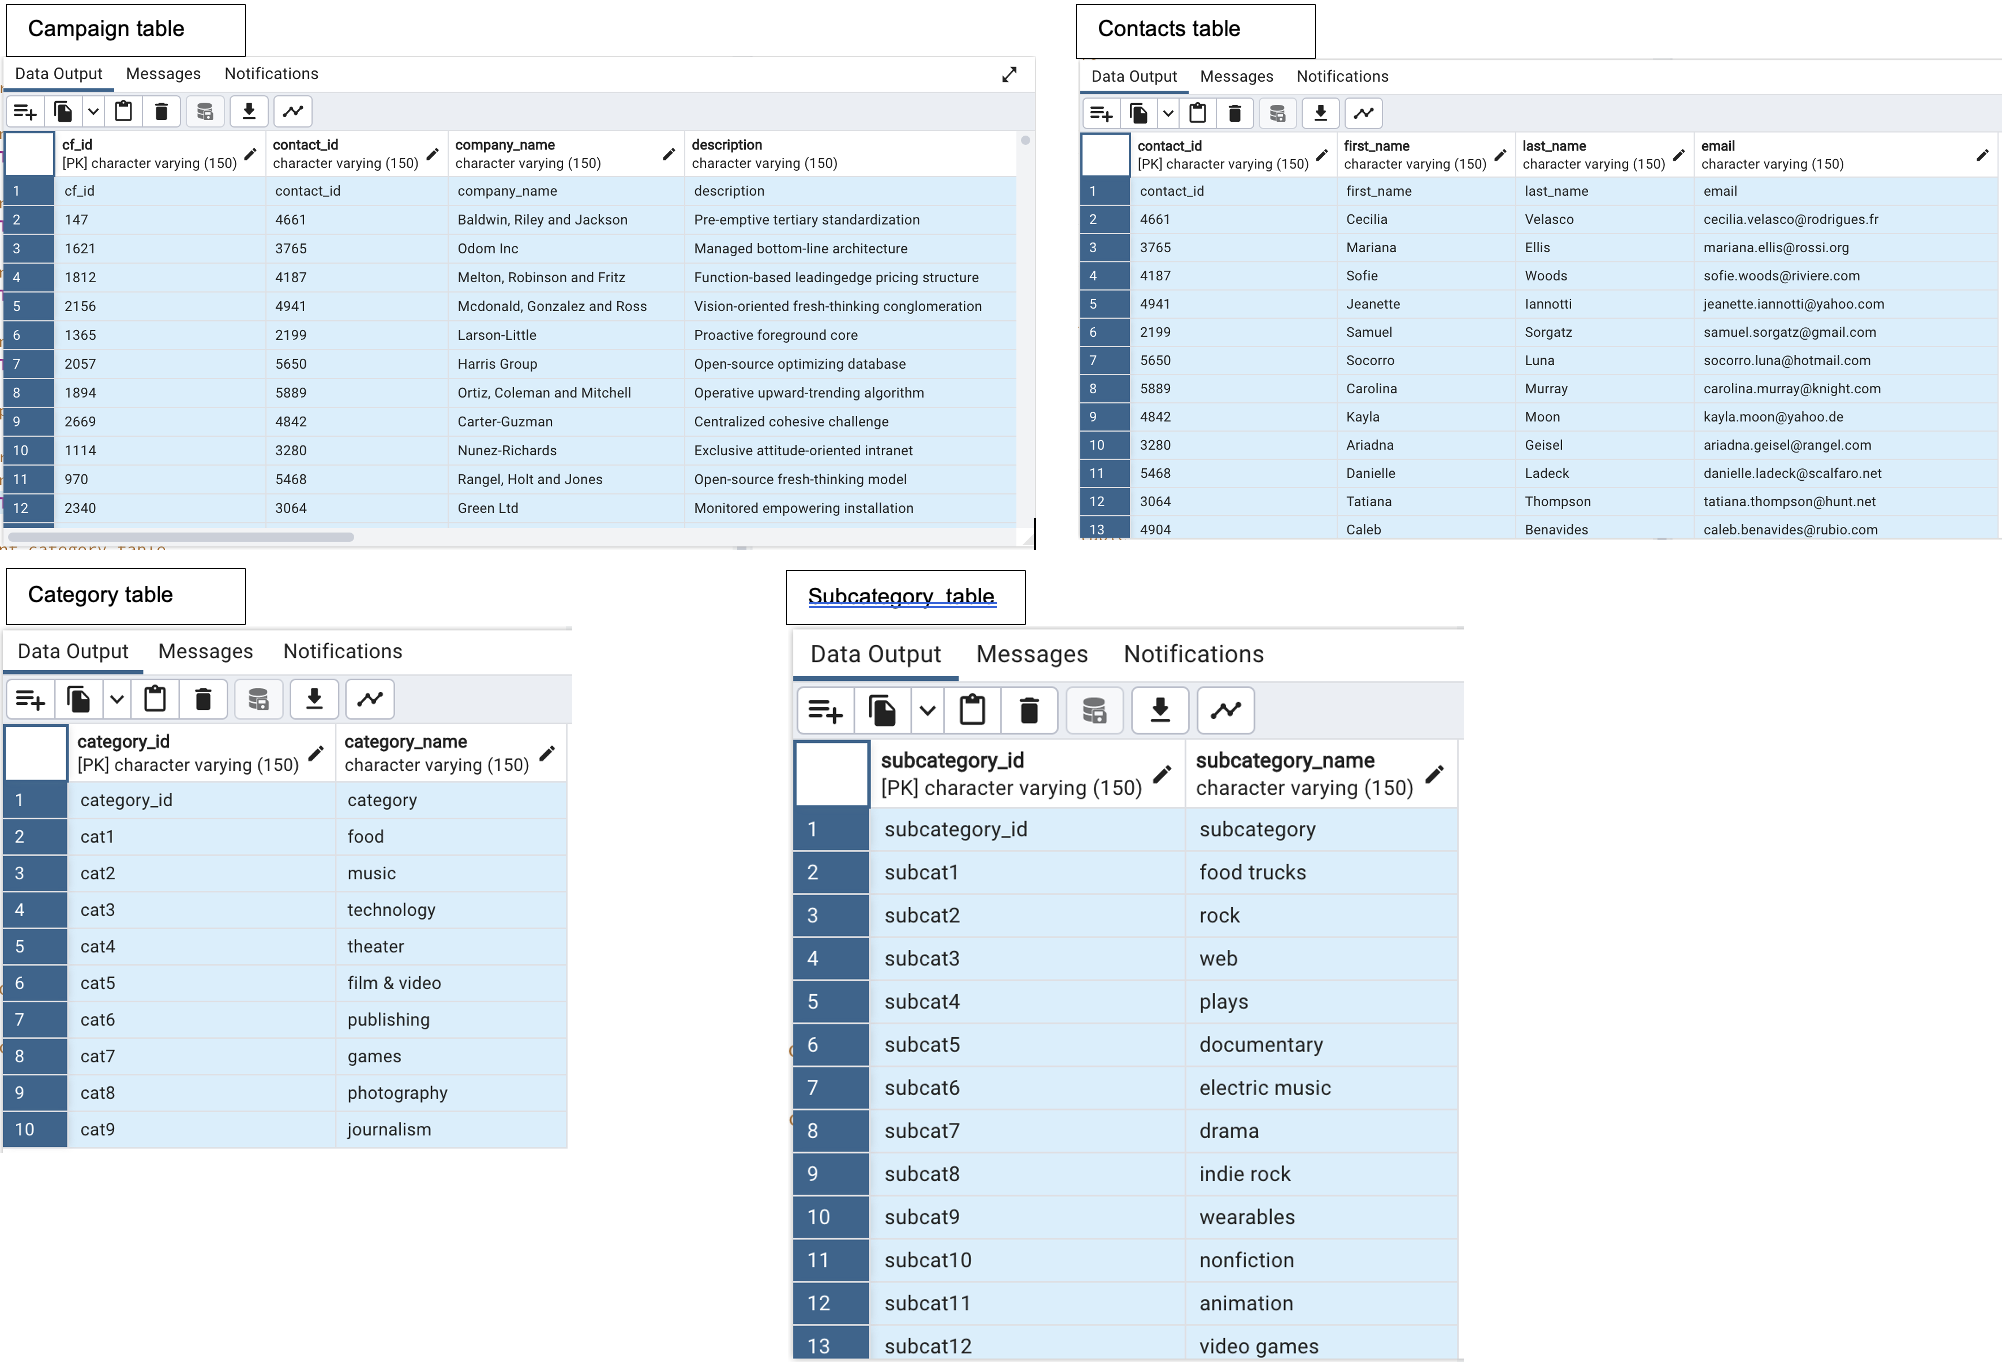 Campaign table
Data Output Messages Notifications
cf_id contact_id company_name description
[PK] character varying (150) character varying (150) character varying (150) character varying (150)
1 cf_id contact_id company_name description
2 147 4661 Baldwin, Riley and Jackson Pre-emptive tertiary standardization
3 1621 3765 Odom Inc Managed bottom-line architecture
4 1812 4187 Melton, Robinson and Fritz Function-based leadingedge pricing structure
5 2156 4941 Mcdonald, Gonzalez and Ross Vision-oriented fresh-thinking conglomeration
6 1365 2199 Larson-Little Proactive foreground core
7 2057 5650 Harris Group Open-source optimizing database
8 1894 5889 Ortiz, Coleman and Mitchell Operative upward-trending algorithm
9 2669 4842 Carter-Guzman Centralized cohesive challenge
10 1114 3280 Nunez-Richards Exclusive attitude-oriented intranet
11 970 5468 Rangel, Holt and Jones Open-source fresh-thinking model
12 2340 3064 Green Ltd Monitored empowering installation
Contacts table
Data Output Messages Notifications
contact_id first_name last_name email
[PK] character varying (150) character varying (150) character varying (150) character varying (150)
1 contact_id first_name last_name email
2 4661 Cecilia Velasco cecilia.velasco@rodrigues.fr
3 3765 Mariana Ellis mariana.ellis@rossi.org
4 4187 Sofie Woods sofie.woods@riviere.com
5 4941 Jeanette Iannotti jeanette.iannotti@yahoo.com
6 2199 Samuel Sorgatz samuel.sorgatz@gmail.com
7 5650 Socorro Luna socorro.luna@hotmail.com
8 5889 Carolina Murray carolina.murray@knight.com
9 4842 Kayla Moon kayla.moon@yahoo.de
10 3280 Ariadna Geisel ariadna.geisel@rangel.com
11 5468 Danielle Ladeck danielle.ladeck@scalfaro.net
12 3064 Tatiana Thompson tatiana.thompson@hunt.net
13 4904 Caleb Benavides caleb.benavides@rubio.com
Category table
Data Output Messages Notifications
category_id category_name
[PK] character varying (150) character varying (150)
1 category_id category
2 cat1 food
3 cat2 music
4 cat3 technology
5 cat4 theater
6 cat5 film & video
7 cat6 publishing
8 cat7 games
9 cat8 photography
10 cat9 journalism
Subcategory table
Data Output Messages Notifications
subcategory_id subcategory_name
[PK] character varying (150) character varying (150)
1 subcategory_id subcategory
2 subcat1 food trucks
3 subcat2 rock
4 subcat3 web
5 subcat4 plays
6 subcat5 documentary
7 subcat6 electric music
8 subcat7 drama
9 subcat8 indie rock
10 subcat9 wearables
11 subcat10 nonfiction
12 subcat11 animation
13 subcat12 video games